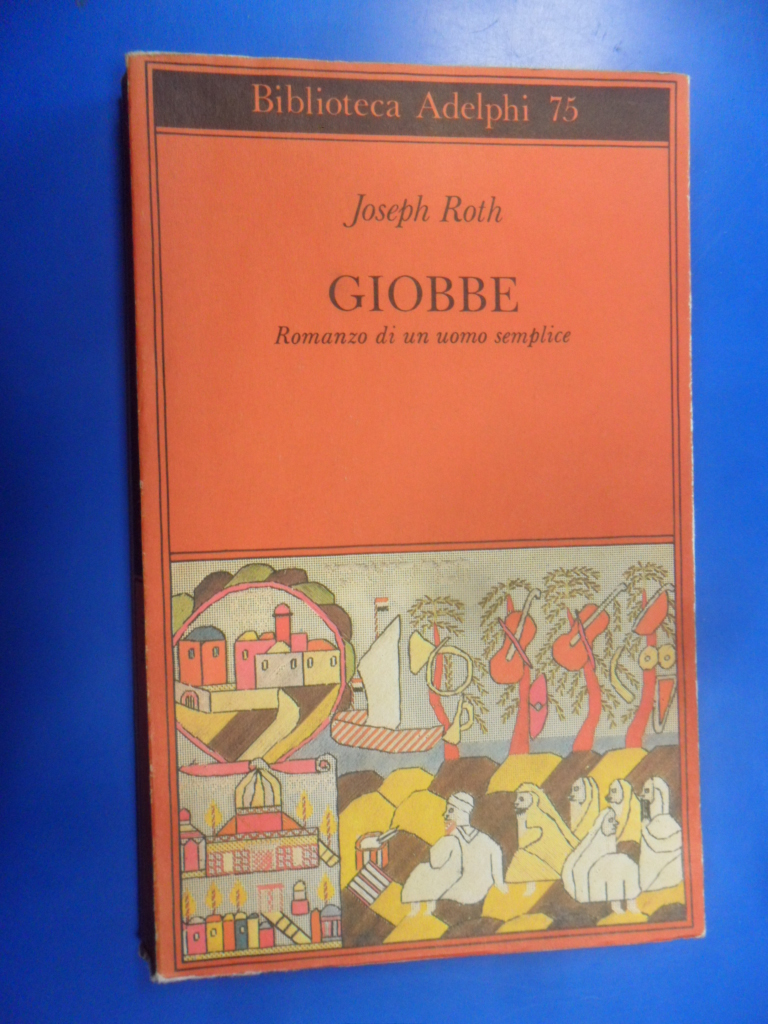 Biblioteca Adelphi 75
Joseph Roth
GIOBBE
Romanzo di un uomo semplice